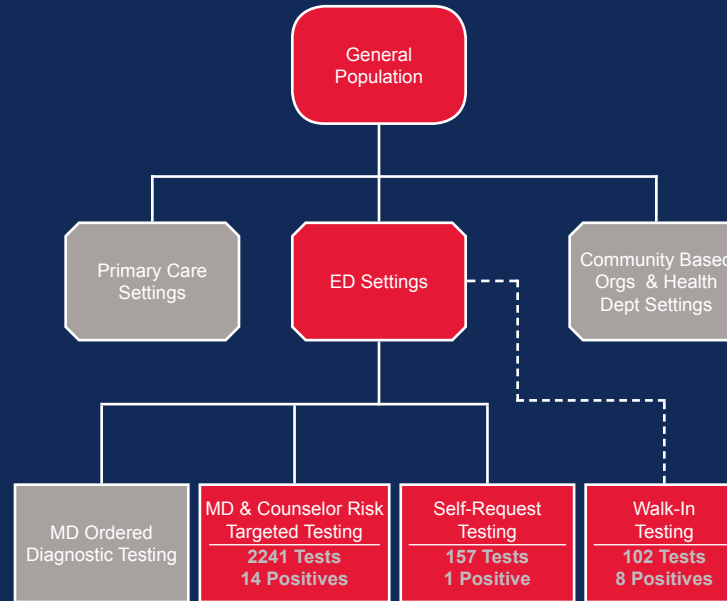 General
Population
Primary Care
Settings
ED Settings
Community Based
Orgs & Health
Dept Settings
MD Ordered
Diagnostic Testing
MD & Counselor Risk
Targeted Testing
2241 Tests
14 Positives
Self-Request
Testing
157 Tests
1 Positive
Walk-In
Testing
102 Tests
8 Positives